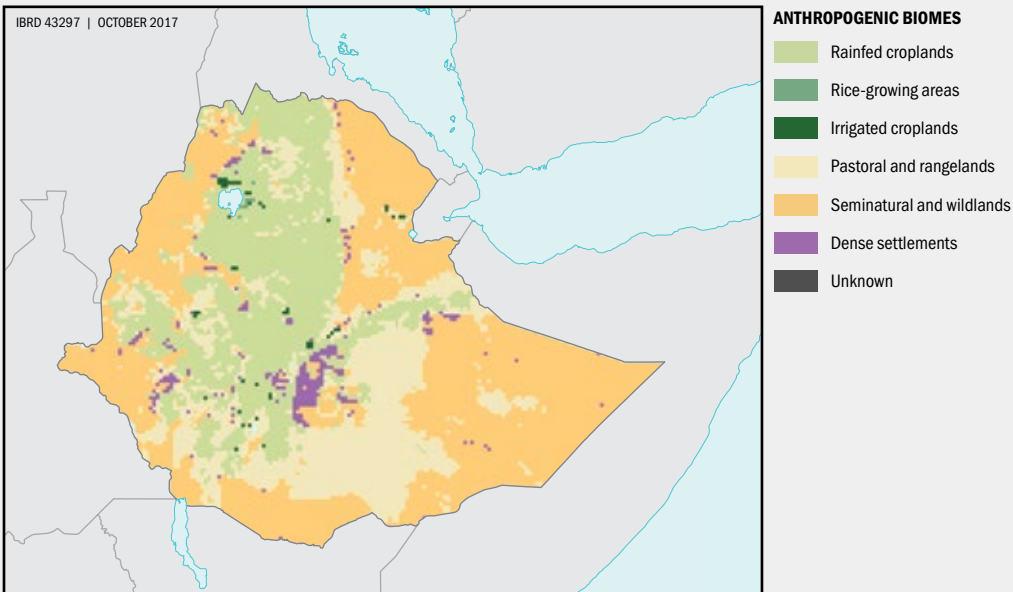 IBRD 43297 | OCTOBER 2017
ANTHROPOGENIC BIOMES
Rainfed croplands
Rice-growing areas
Irrigated croplands
Pastoral and rangelands
Seminatural and wildlands
Dense settlements
Unknown